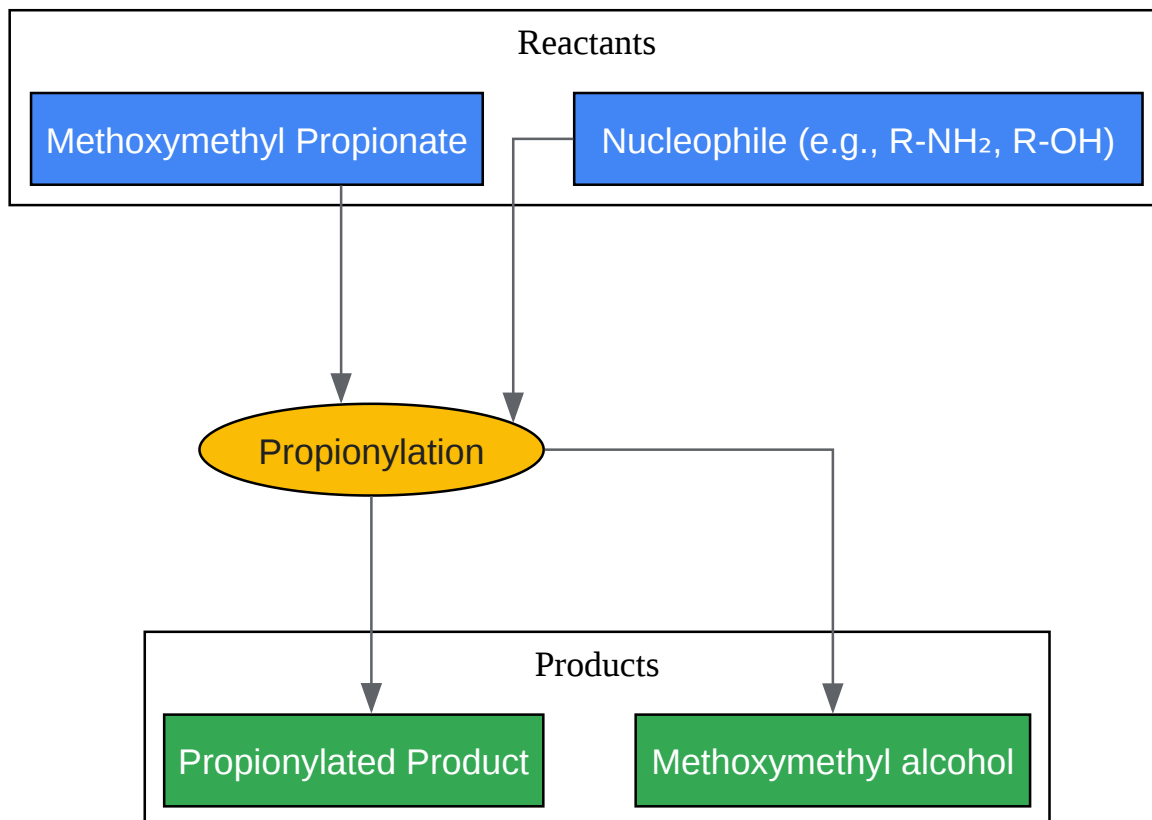 Reactants
Methoxymethyl Propionate
Nucleophile (e.g., R-NH₂, R-OH)
Propionylation
Products
Propionylated Product
Methoxymethyl alcohol